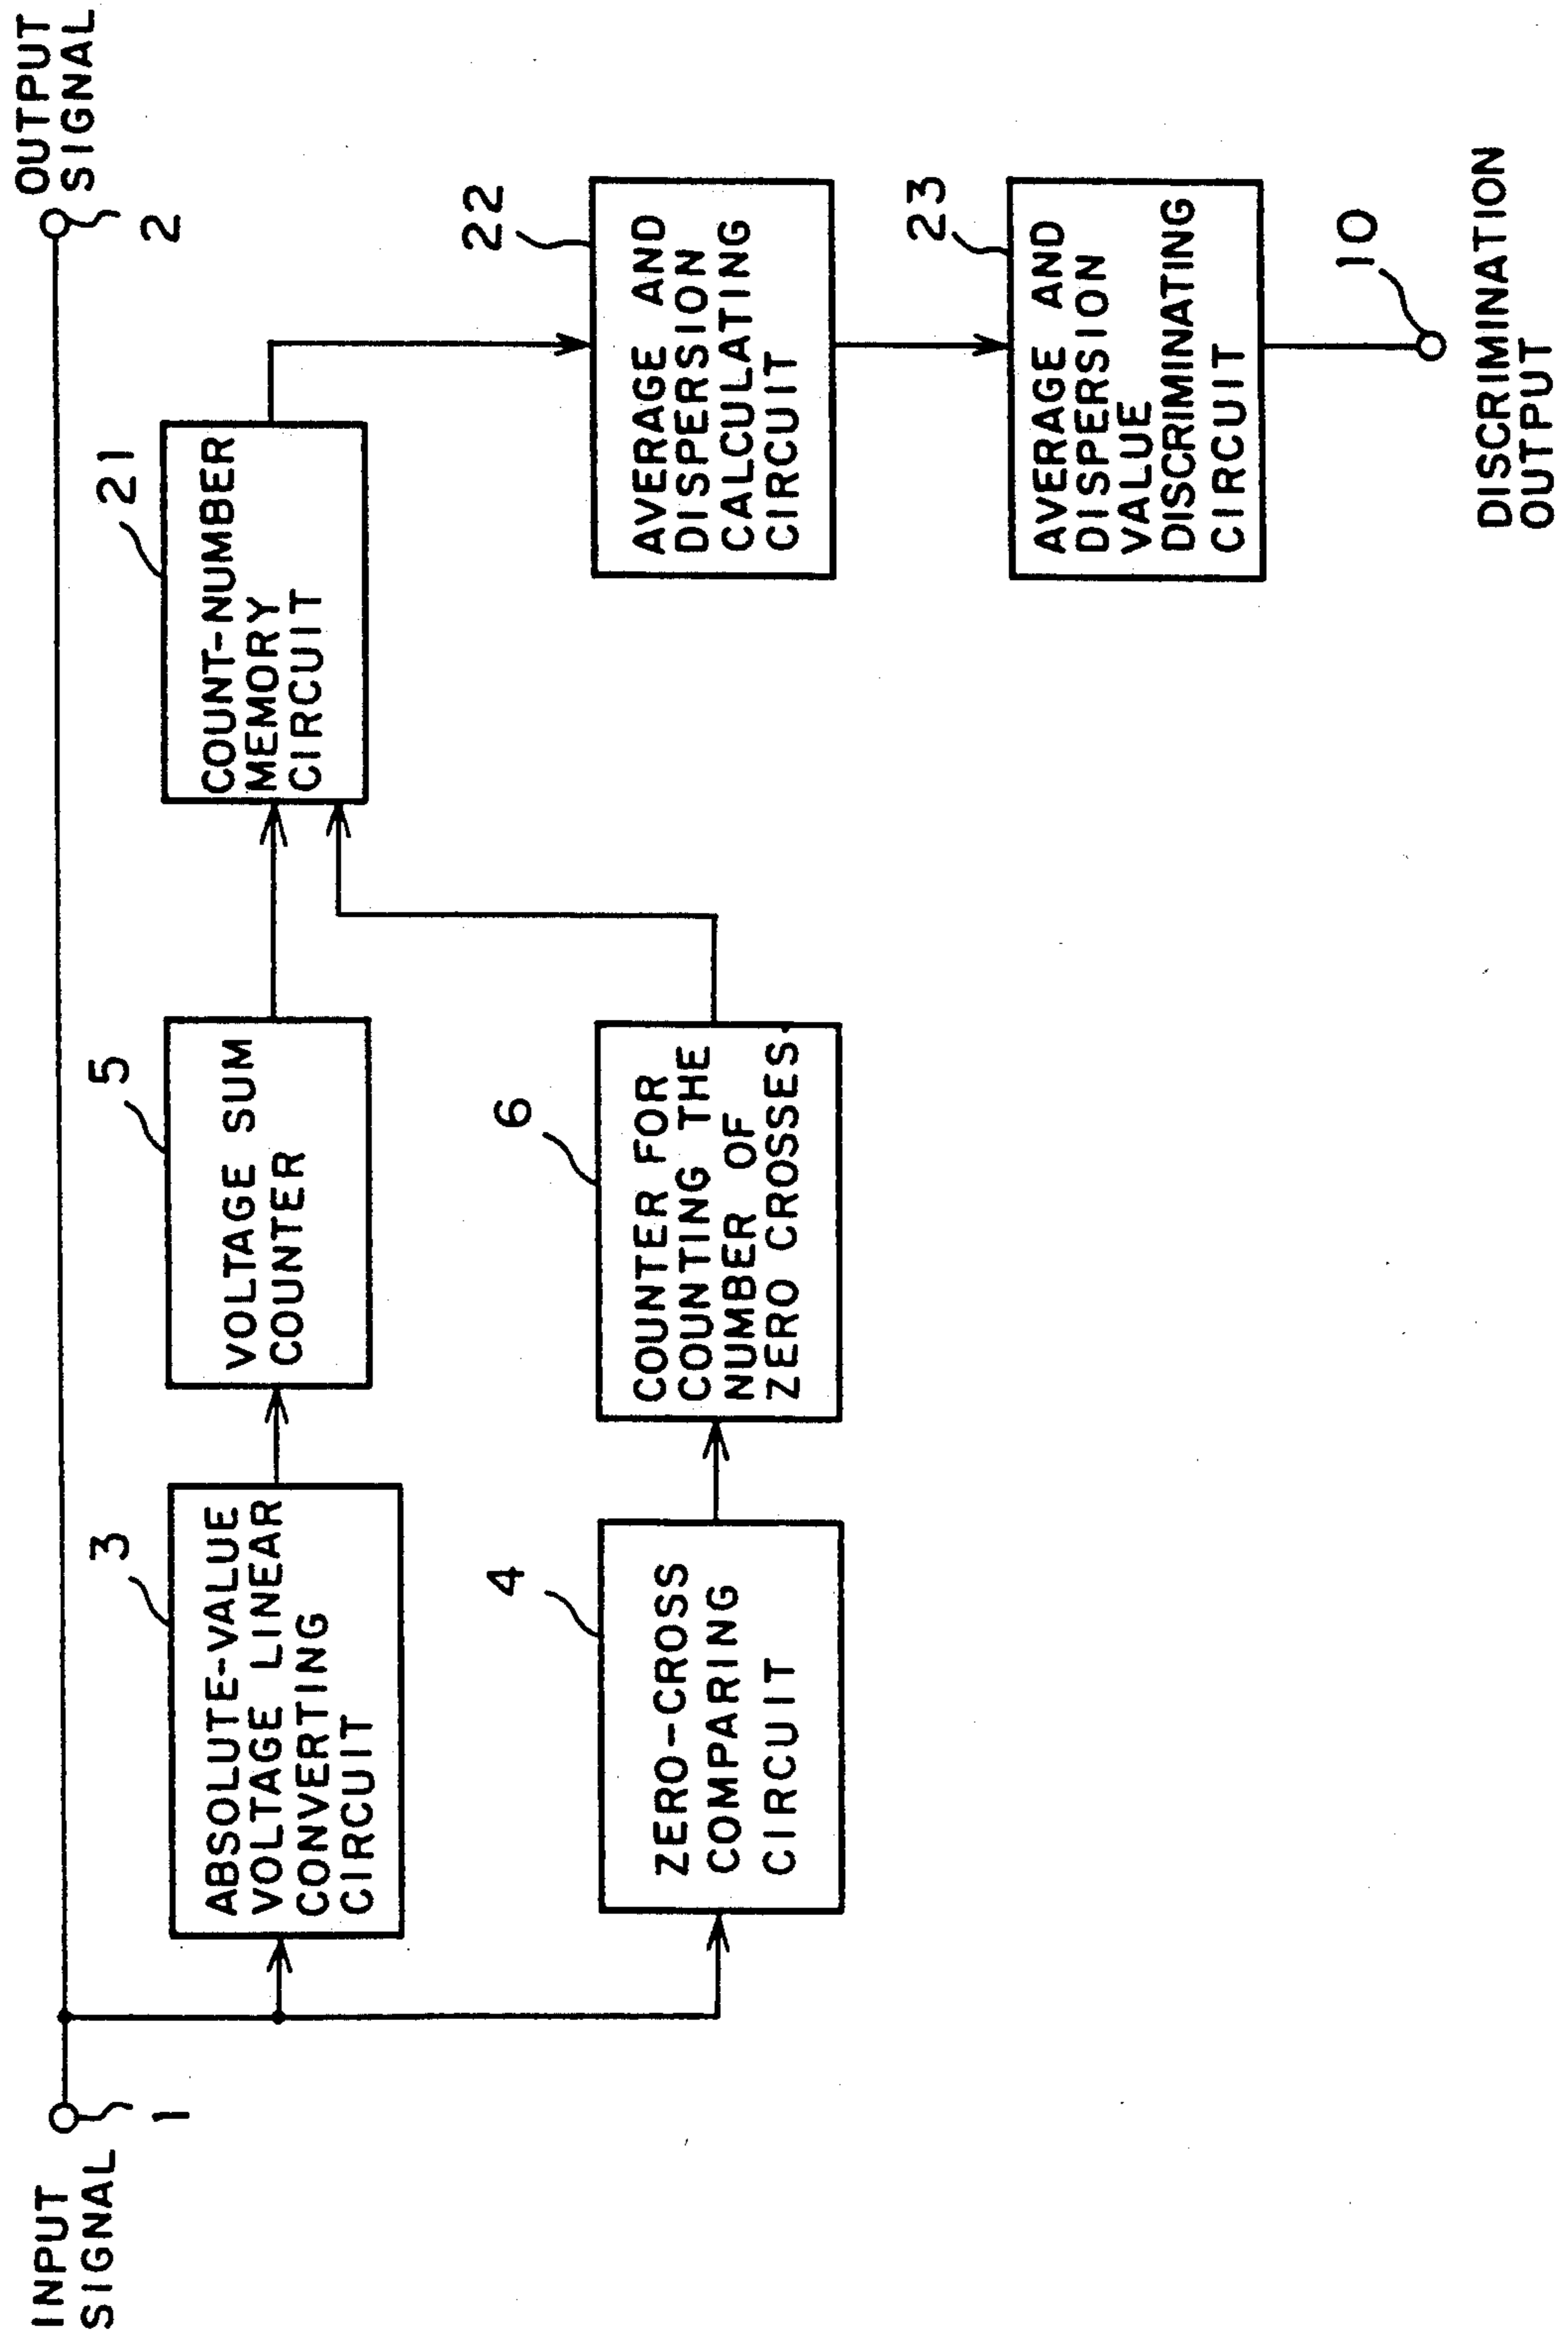 INPUT
SIGNAL
1
OUTPUT
SIGNAL
2
3
ABSOLUTE-VALUE
VOLTAGE LINEAR
CONVERTING
CIRCUIT
5
VOLTAGE SUM
COUNTER
21
COUNT-NUMBER
MEMORY
CIRCUIT
4
ZERO-CROSS
COMPARING
CIRCUIT
6
COUNTER FOR
COUNTING THE
NUMBER OF
ZERO CROSSES
22
AVERAGE AND
DISPERSION
CALCULATING
CIRCUIT
23
AVERAGE AND
DISPERSION
VALUE
DISCRIMINATING
CIRCUIT
10
DISCRIMINATION
OUTPUT